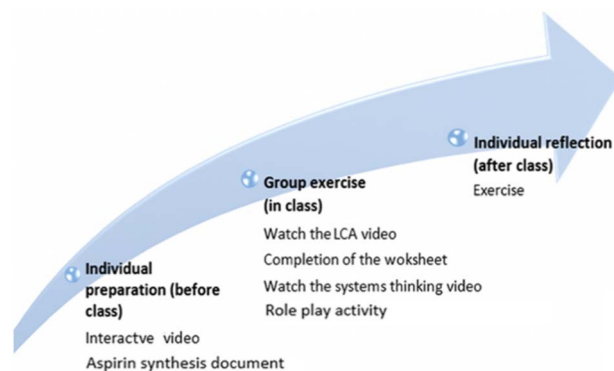 Individual
preparation (before
class)
Interactve video
Aspirin synthesis document
Group exercise
(in class)
Watch the LCA video
Completion of the woksheet
Watch the systems thinking video
Role play activity
Individual reflection
(after class)
Exercise